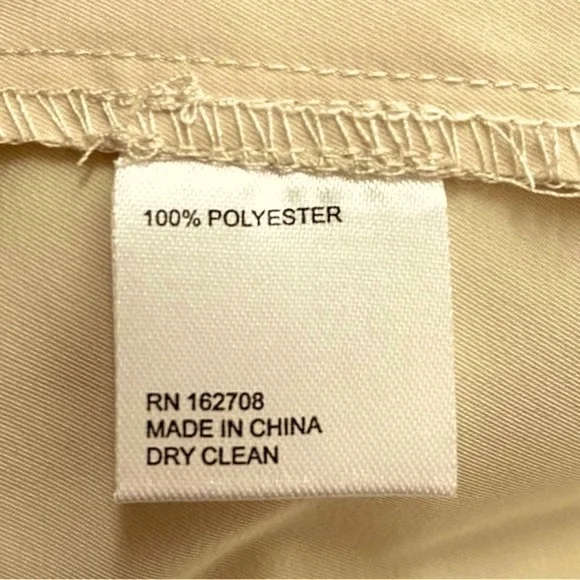 100% POLYESTER
RN 162708
MADE IN CHINA
DRY CLEAN